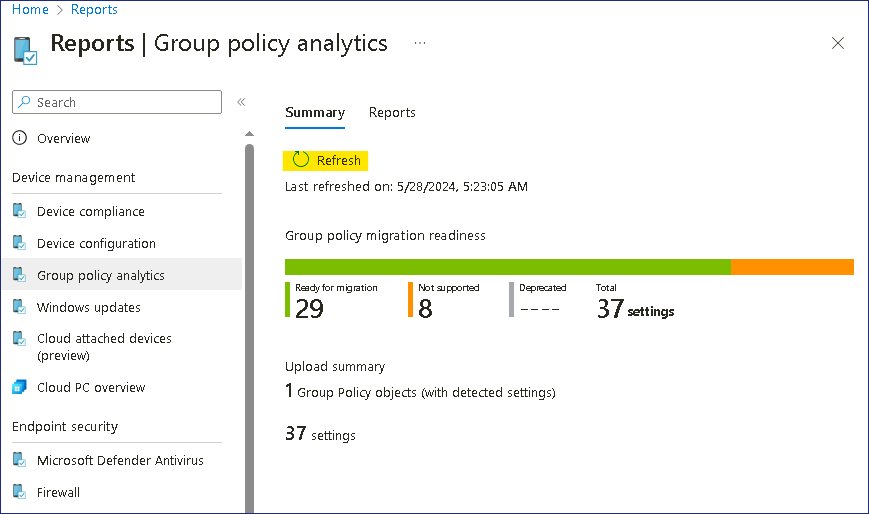 Home > Reports
Reports | Group policy analytics ...
Search
«
Overview
Device management
Device compliance
Device configuration
Group policy analytics
Windows updates
Cloud attached devices
(preview)
Cloud PC overview
Endpoint security
Microsoft Defender Antivirus
Firewall
Summary Reports
Refresh
Last refreshed on: 5/28/2024, 5:23:05 AM
Group policy migration readiness
Ready for migration
29
Not supported
8
Deprecated
----
Total
37 settings
Upload summary
1 Group Policy objects (with detected settings)
37 settings